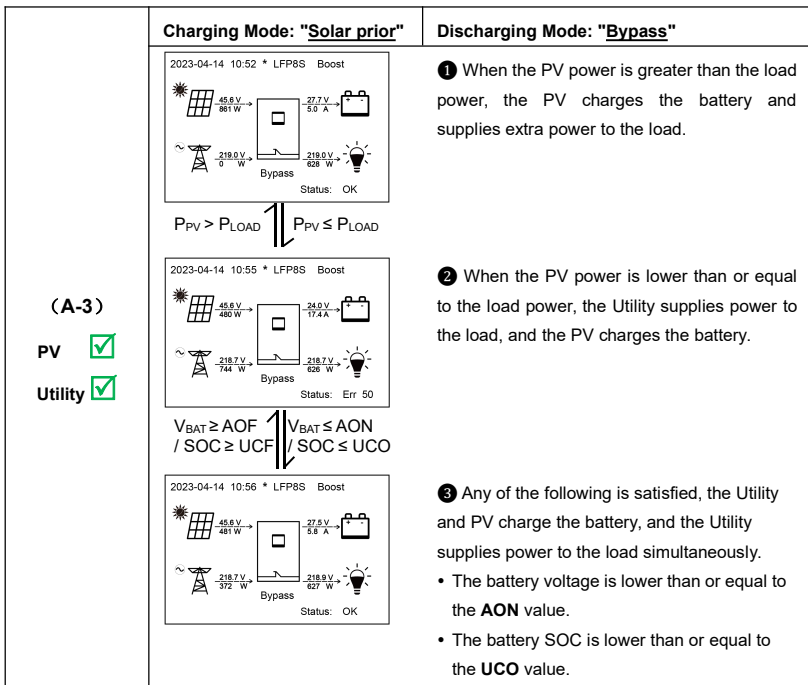 Charging Mode: "Solar prior"
Discharging Mode: "Bypass"
（A-3）
PV
Utility
2023-04-14 10:52 * LFP8S Boost
45.6 V
861 W
27.7 V
5.0 A
+ -
219.0 V
0 W
219.0 V
628 W
Bypass
Status: OK
❶ When the PV power is greater than the load
power, the PV charges the battery and
supplies extra power to the load.
PPV > PLOAD
PPV ≤ PLOAD
2023-04-14 10:55 * LFP8S Boost
45.6 V
480 W
24.0 V
17.4 A
+ -
218.7 V
744 W
218.7 V
626 W
Bypass
Status: Err 50
❷ When the PV power is lower than or equal
to the load power, the Utility supplies power to
the load, and the PV charges the battery.
VBAT ≥ AOF
/ SOC ≥ UCF
VBAT ≤ AON
/ SOC ≤ UCO
2023-04-14 10:56 * LFP8S Boost
45.6 V
481 W
27.5 V
5.8 A
+ -
218.7 V
372 W
218.9 V
627 W
Bypass
Status: OK
❸ Any of the following is satisfied, the Utility
and PV charge the battery, and the Utility
supplies power to the load simultaneously.
• The battery voltage is lower than or equal to
the AON value.
• The battery SOC is lower than or equal to
the UCO value.